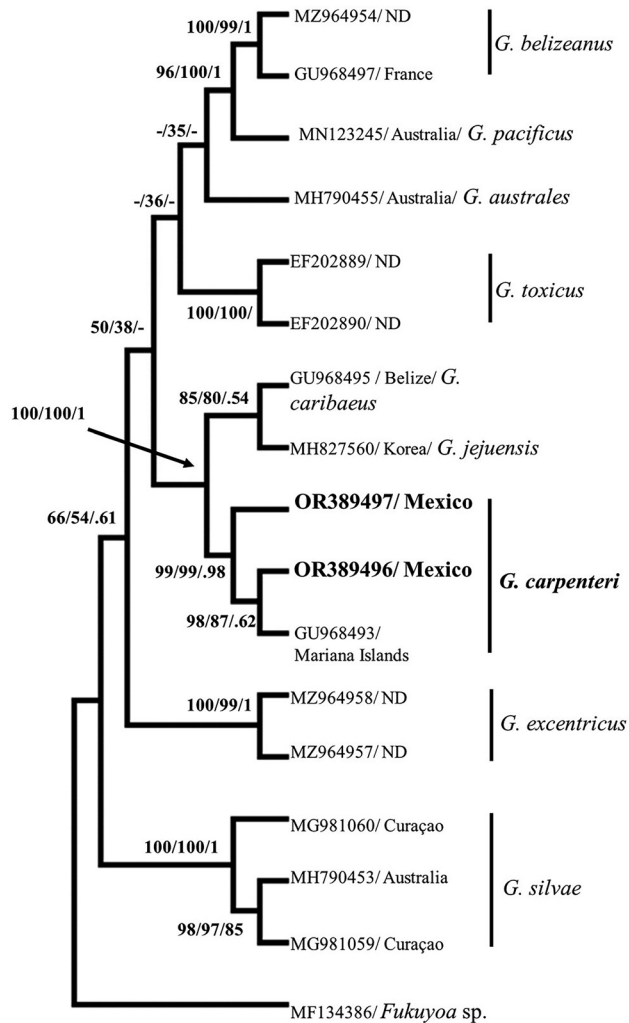 MZ964954/ ND
100/99/1
G. belizeanus
GU968497/ France
96/100/1
MN123245/ Australia/ G. pacificus
-/35/-
MH790455/ Australia/ G. australes
-/36/-
EF202889/ ND
G. toxicus
100/100/
EF202890/ ND
50/38/-
GU968495 / Belize/ G.
caribaeus
85/80/.54
100/100/1
MH827560/ Korea/ G. jejuensis
OR389497/ Mexico
66/54/.61
99/99/.98
OR389496/ Mexico
G. carpenteri
98/87/.62
GU968493/
Mariana Islands
MZ964958/ ND
100/99/1
G. excentricus
MZ964957/ ND
MG981060/ Curaçao
100/100/1
MH790453/ Australia
G. silvae
98/97/85
MG981059/ Curaçao
MF134386/ Fukuyoa sp.